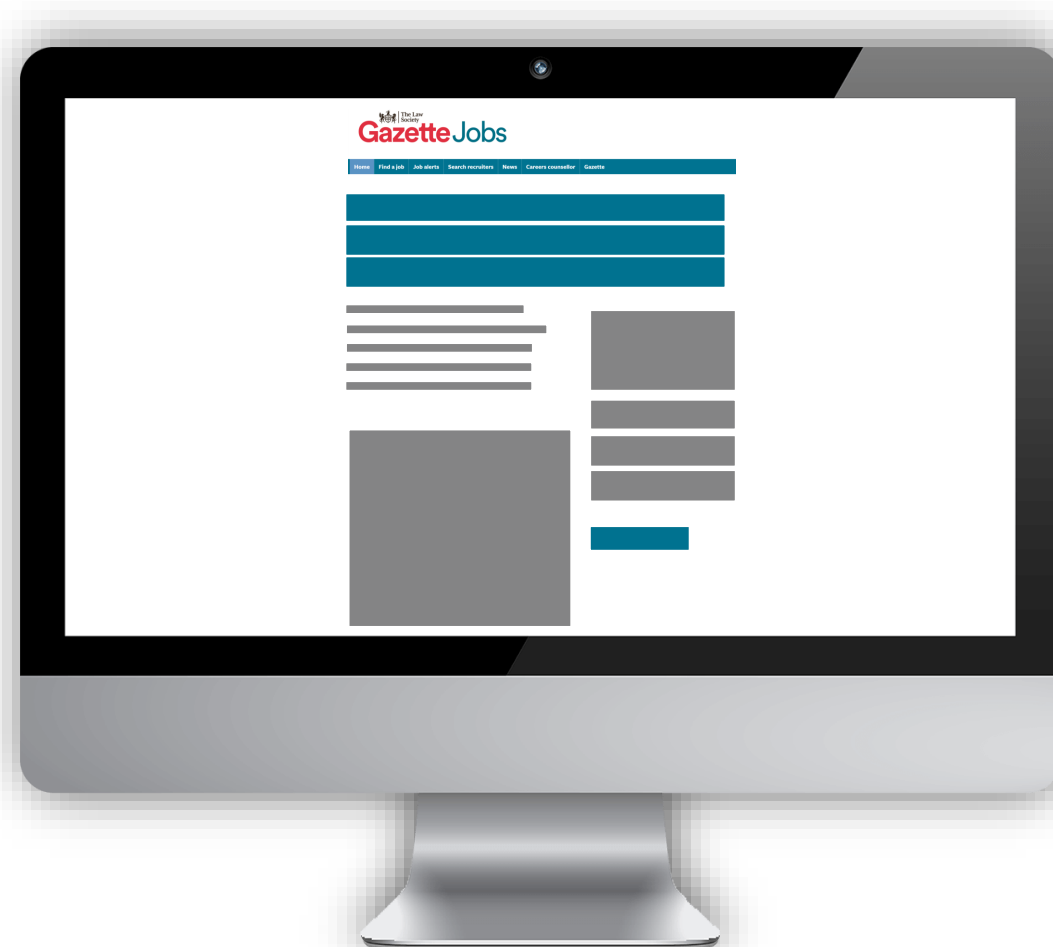 The Law
Society
Gazette Jobs
Home Find a job Job alerts Search recruiters News Careers counsellor Gazette